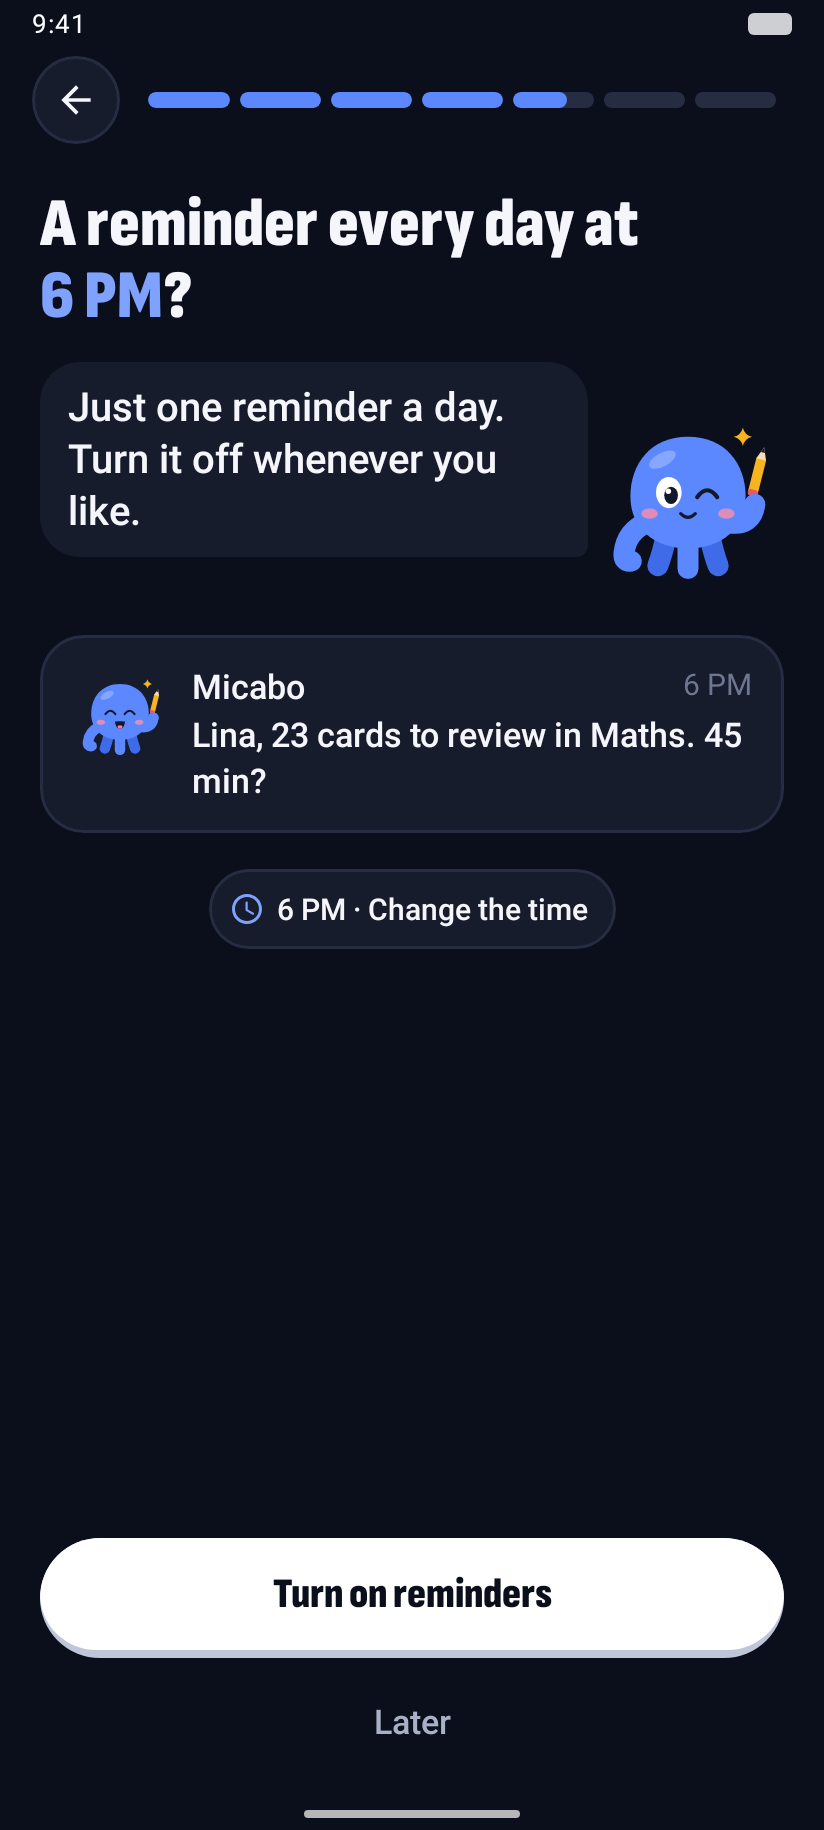 9:41
A reminder every day at
6 PM?
Just one reminder a day.
Turn it off whenever you
like.
Micabo
6 PM
Lina, 23 cards to review in Maths. 45
min?
6 PM · Change the time
Turn on reminders
Later